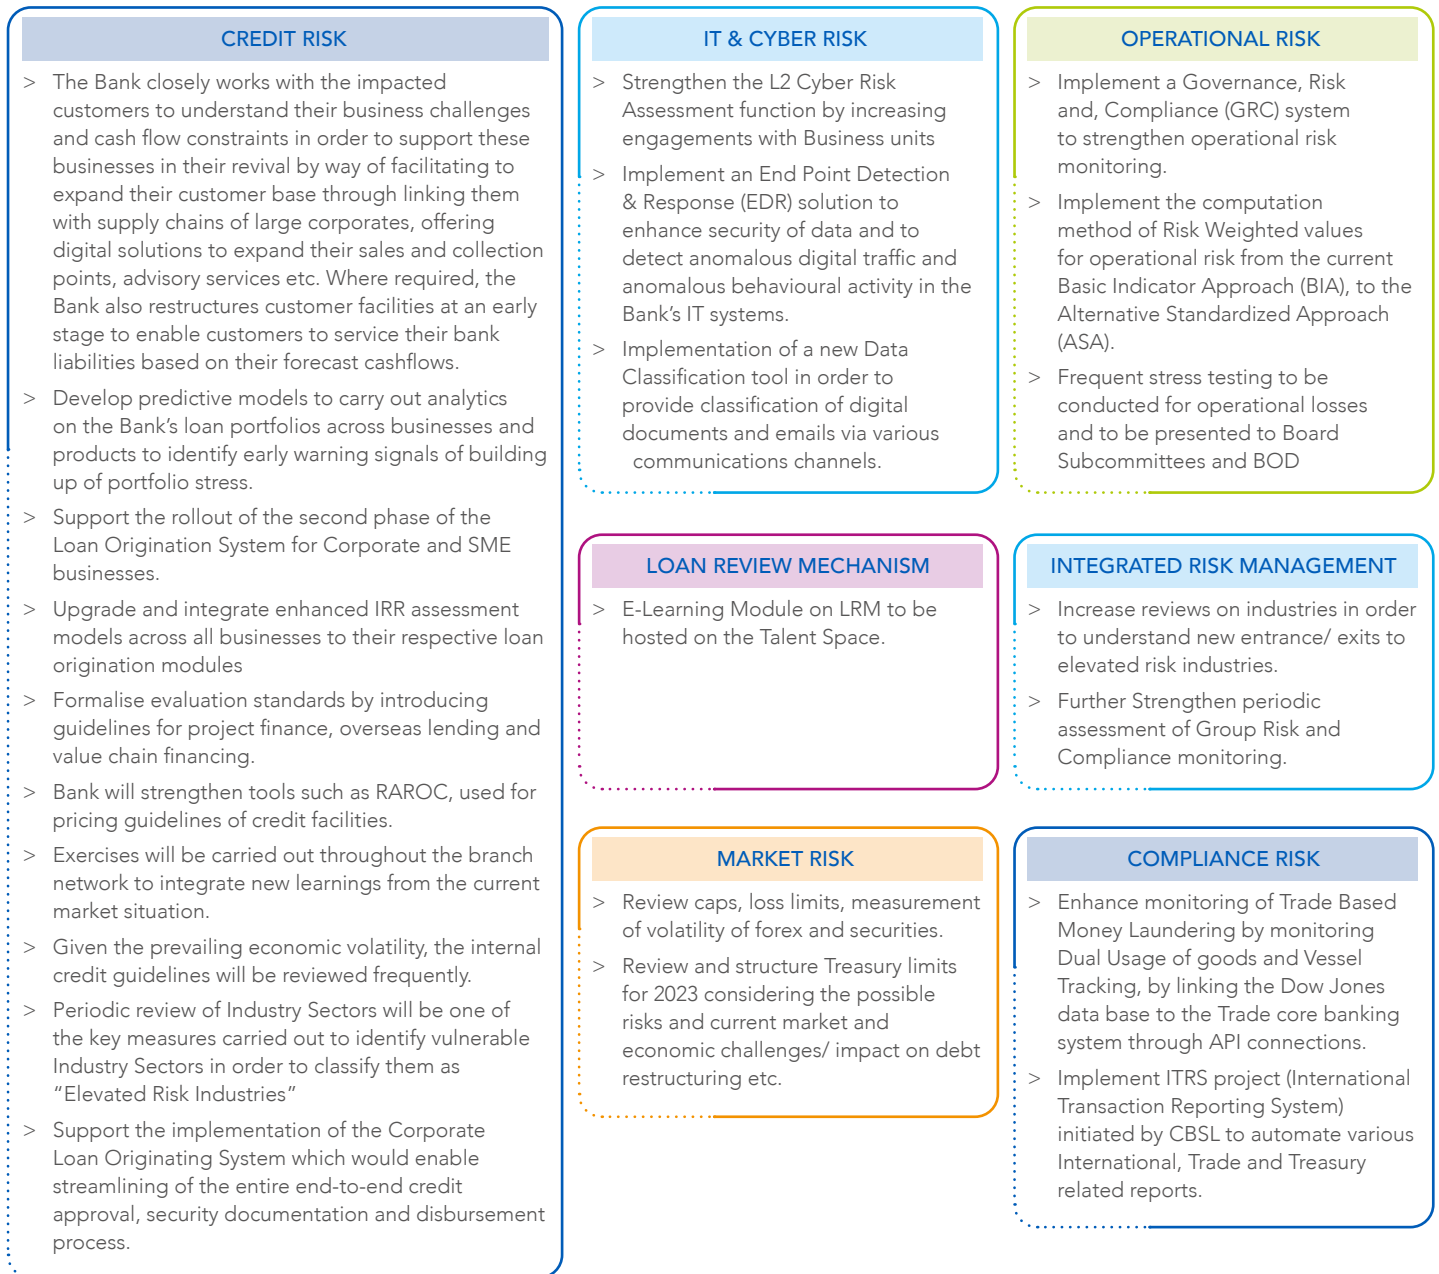 CREDIT RISK
> The Bank closely works with the impacted
customers to understand their business challenges
and cash flow constraints in order to support these
businesses in their revival by way of facilitating to
expand their customer base through linking them
with supply chains of large corporates, offering
digital solutions to expand their sales and collection
points, advisory services etc. Where required, the
Bank also restructures customer facilities at an early
stage to enable customers to service their bank
liabilities based on their forecast cashflows.
> Develop predictive models to carry out analytics
on the Bank’s loan portfolios across businesses and
products to identify early warning signals of building
up of portfolio stress.
> Support the rollout of the second phase of the
Loan Origination System for Corporate and SME
businesses.
> Upgrade and integrate enhanced IRR assessment
models across all businesses to their respective loan
origination modules
> Formalise evaluation standards by introducing
guidelines for project finance, overseas lending and
value chain financing.
> Bank will strengthen tools such as RAROC, used for
pricing guidelines of credit facilities.
> Exercises will be carried out throughout the branch
network to integrate new learnings from the current
market situation.
> Given the prevailing economic volatility, the internal
credit guidelines will be reviewed frequently.
> Periodic review of Industry Sectors will be one of
the key measures carried out to identify vulnerable
Industry Sectors in order to classify them as
“Elevated Risk Industries”
> Support the implementation of the Corporate
Loan Originating System which would enable
streamlining of the entire end-to-end credit
approval, security documentation and disbursement
process.
IT & CYBER RISK
> Strengthen the L2 Cyber Risk
Assessment function by increasing
engagements with Business units
> Implement an End Point Detection
& Response (EDR) solution to
enhance security of data and to
detect anomalous digital traffic and
anomalous behavioural activity in the
Bank’s IT systems.
> Implementation of a new Data
Classification tool in order to
provide classification of digital
documents and emails via various
communications channels.
OPERATIONAL RISK
> Implement a Governance, Risk
and, Compliance (GRC) system
to strengthen operational risk
monitoring.
> Implement the computation
method of Risk Weighted values
for operational risk from the current
Basic Indicator Approach (BIA), to the
Alternative Standardized Approach
(ASA).
> Frequent stress testing to be
conducted for operational losses
and to be presented to Board
Subcommittees and BOD
LOAN REVIEW MECHANISM
> E-Learning Module on LRM to be
hosted on the Talent Space.
INTEGRATED RISK MANAGEMENT
> Increase reviews on industries in order
to understand new entrance/ exits to
elevated risk industries.
> Further Strengthen periodic
assessment of Group Risk and
Compliance monitoring.
MARKET RISK
> Review caps, loss limits, measurement
of volatility of forex and securities.
> Review and structure Treasury limits
for 2023 considering the possible
risks and current market and
economic challenges/ impact on debt
restructuring etc.
COMPLIANCE RISK
> Enhance monitoring of Trade Based
Money Laundering by monitoring
Dual Usage of goods and Vessel
Tracking, by linking the Dow Jones
data base to the Trade core banking
system through API connections.
> Implement ITRS project (International
Transaction Reporting System)
initiated by CBSL to automate various
International, Trade and Treasury
related reports.